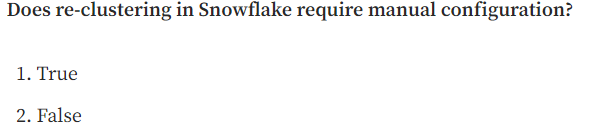 Does re-clustering in Snowflake require manual configuration?
1. True
2. False